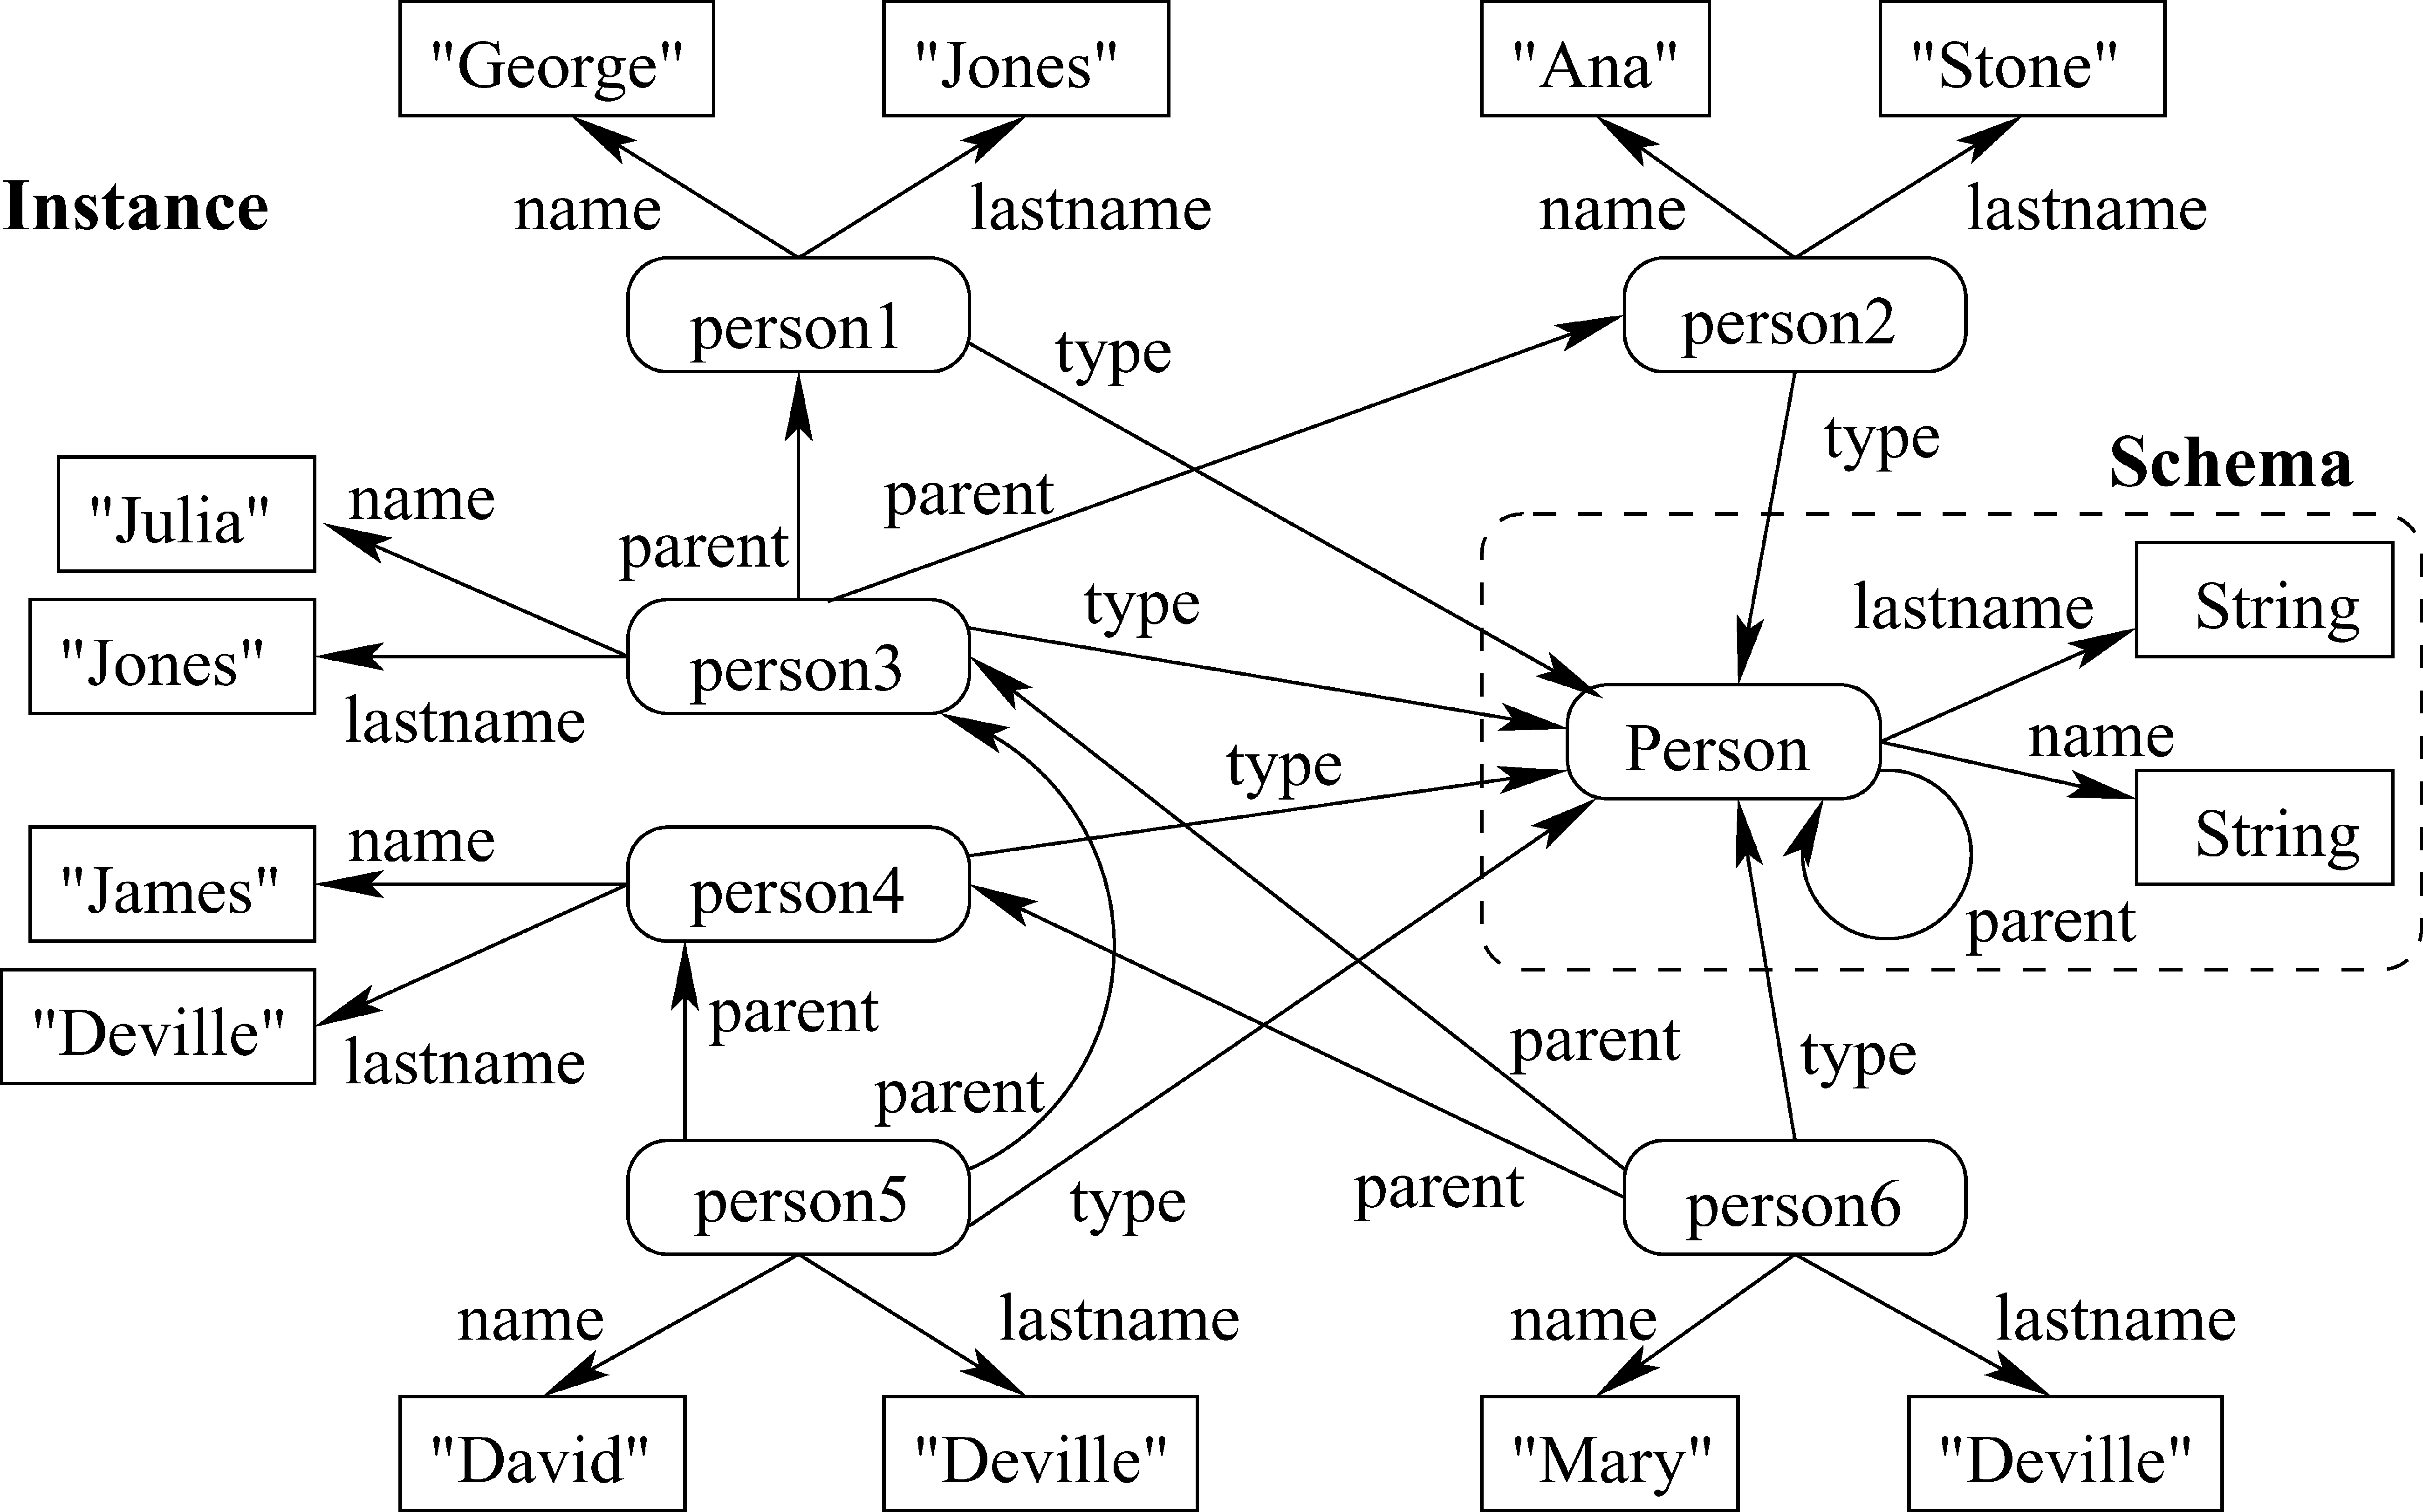 "George"
"Jones"
"Ana"
"Stone"
Instance
name
lastname
name
lastname
person1
person2
type
type
Schema
"Julia"
name
parent
parent
String
lastname
"Jones"
lastname
person3
type
Person
name
String
parent
type
"James"
name
person4
"Deville"
lastname
parent
parent
parent
type
person5
type
parent
person6
name
lastname
name
lastname
"David"
"Deville"
"Mary"
"Deville"